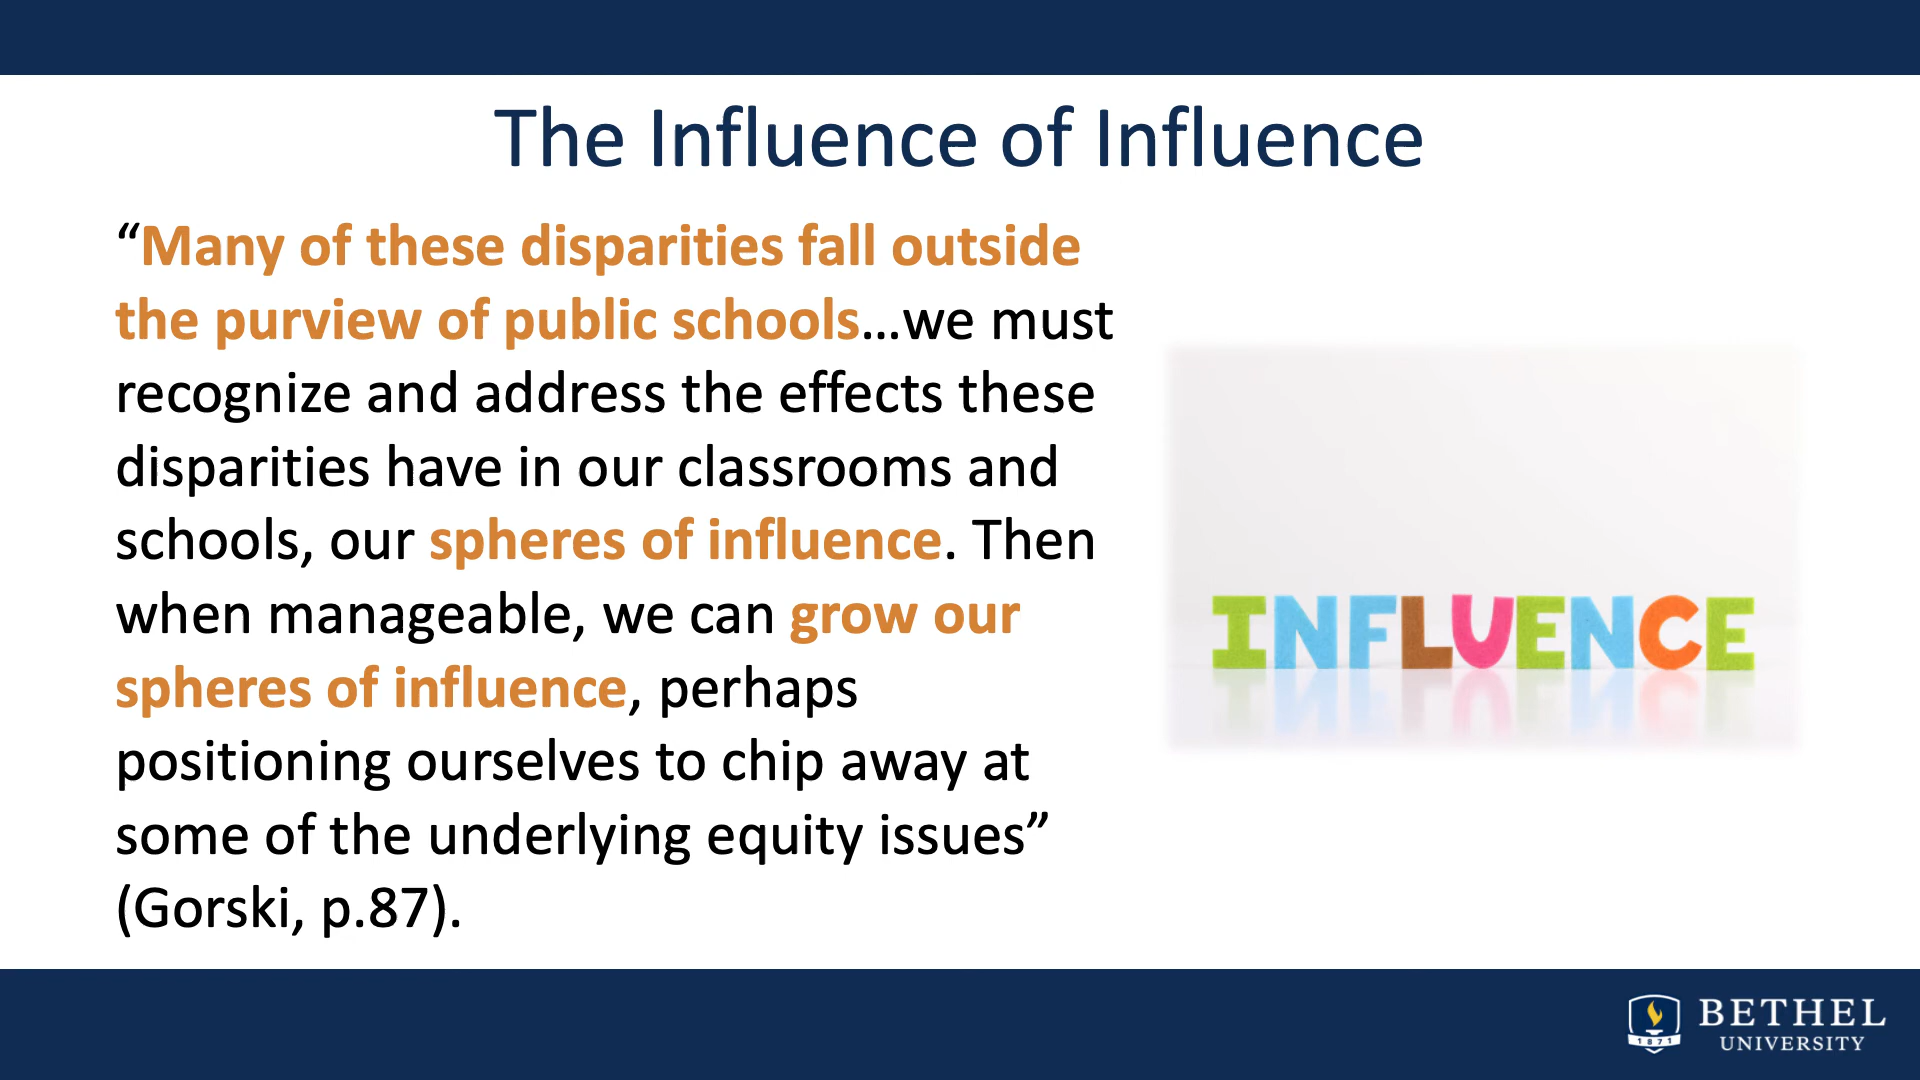 The Influence of Influence
“Many of these disparities fall outside
the purview of public schools…we must
recognize and address the effects these
disparities have in our classrooms and
schools, our spheres of influence. Then
when manageable, we can grow our
spheres of influence, perhaps
positioning ourselves to chip away at
some of the underlying equity issues”
(Gorski, p.87).
INFLUENCE
1871
BETHEL
UNIVERSITY